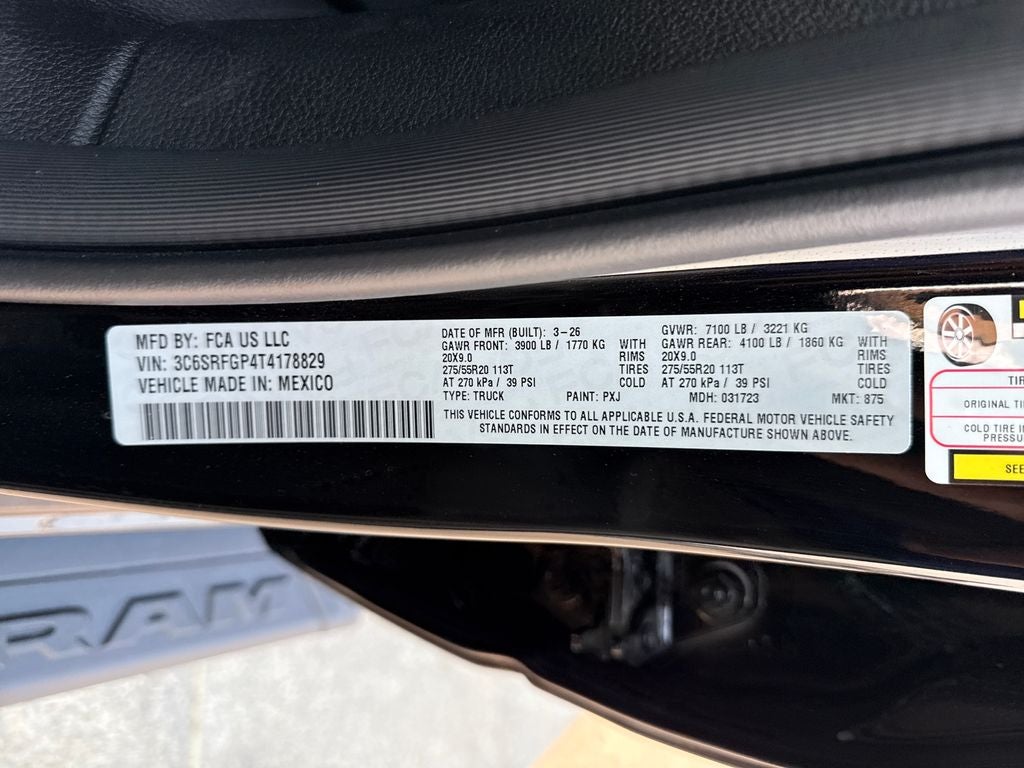 MFD BY: FCA US LLC
VIN: 3C6SRFGP4T4178829
VEHICLE MADE IN: MEXICO
DATE OF MFR (BUILT): 3-26
GAWR FRONT: 3900 LB / 1770 KG WITH
20X9.0 RIMS
275/55R20 113T TIRES
AT 270 kPa / 39 PSI COLD
TYPE: TRUCK PAINT: PXJ
GVWR: 7100 LB / 3221 KG
GAWR REAR: 4100 LB / 1860 KG WITH
20X9.0 RIMS
275/55R20 113T TIRES
AT 270 kPa / 39 PSI COLD
MDH: 031723 MKT: 875
THIS VEHICLE CONFORMS TO ALL APPLICABLE U.S.A. FEDERAL MOTOR VEHICLE SAFETY
STANDARDS IN EFFECT ON THE DATE OF MANUFACTURE SHOWN ABOVE.
ORIGINAL
COLD TIRE
SEE
RAM